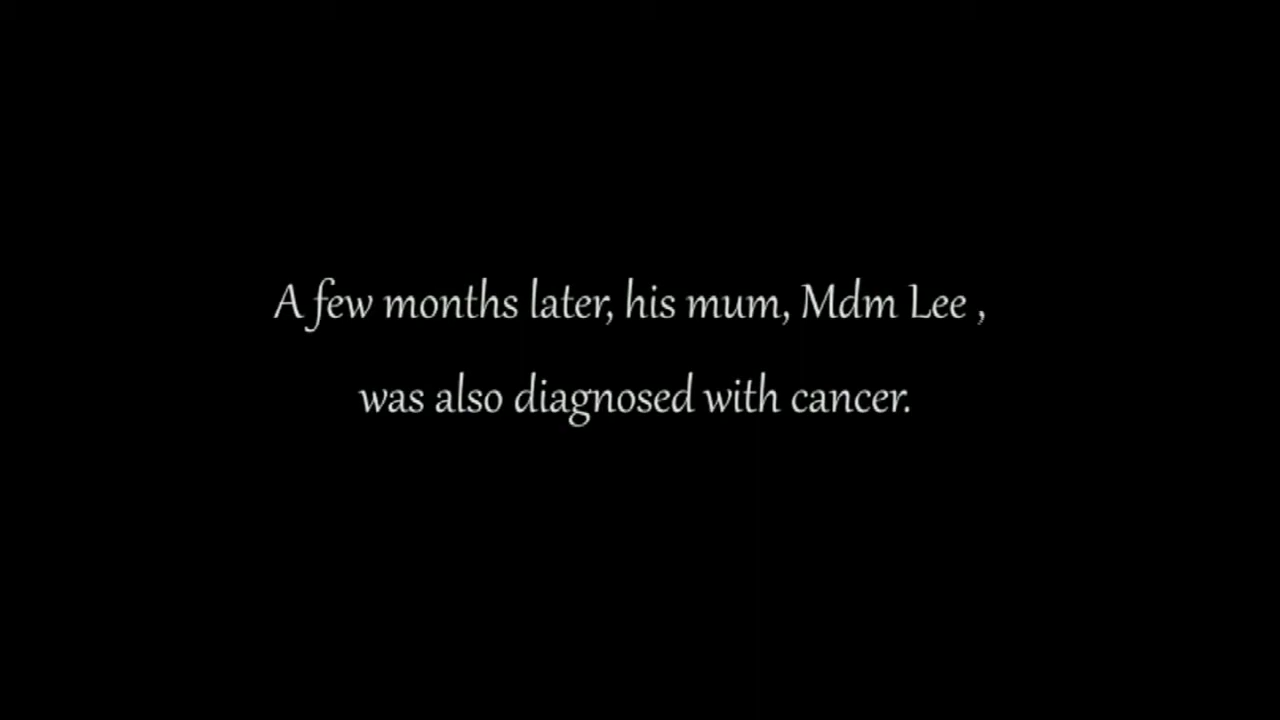 A few months later, his mum, Mdm Lee ,
was also diagnosed with cancer.